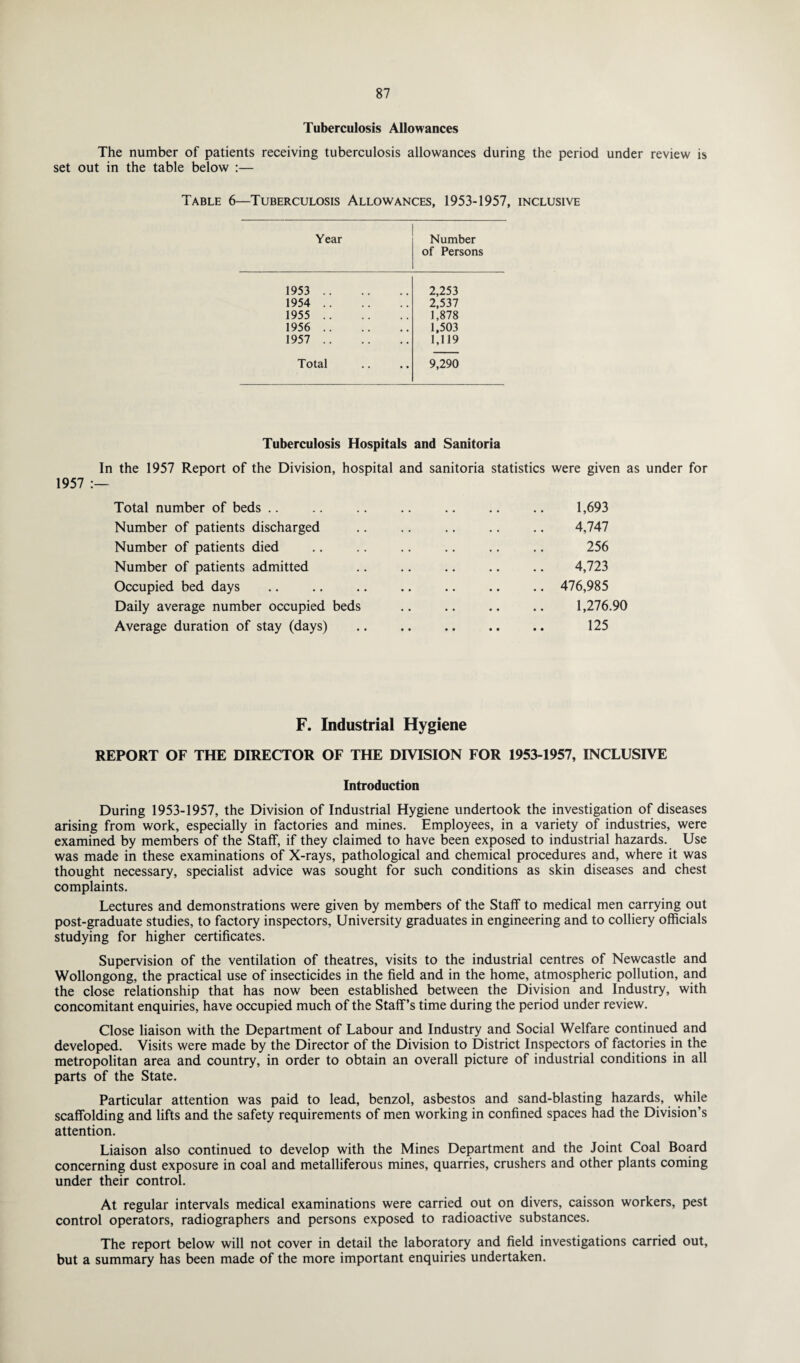 87
Tuberculosis Allowances
The number of patients receiving tuberculosis allowances during the period under review is
set out in the table below :—
Table 6—Tuberculosis Allowances, 1953-1957, inclusive
Year Number
of Persons
1953 .. .. .. 2,253
1954 .. .. .. 2,537
1955 .. .. .. 1,878
1956 .. .. .. 1,503
1957 .. .. .. 1,119
Total .. .. 9,290
Tuberculosis Hospitals and Sanitoria
In the 1957 Report of the Division, hospital and sanitoria statistics were given as under for
1957 :—
Total number of beds .. .. .. .. .. .. .. 1,693
Number of patients discharged .. .. .. .. .. 4,747
Number of patients died .. .. .. .. .. .. 256
Number of patients admitted .. .. .. .. .. 4,723
Occupied bed days .. .. .. .. .. .. .. 476,985
Daily average number occupied beds .. .. .. .. 1,276.90
Average duration of stay (days) .. .. .. .. .. 125
F. Industrial Hygiene
REPORT OF THE DIRECTOR OF THE DIVISION FOR 1953-1957, INCLUSIVE
Introduction
During 1953-1957, the Division of Industrial Hygiene undertook the investigation of diseases
arising from work, especially in factories and mines. Employees, in a variety of industries, were
examined by members of the Staff, if they claimed to have been exposed to industrial hazards. Use
was made in these examinations of X-rays, pathological and chemical procedures and, where it was
thought necessary, specialist advice was sought for such conditions as skin diseases and chest
complaints.
Lectures and demonstrations were given by members of the Staff to medical men carrying out
post-graduate studies, to factory inspectors, University graduates in engineering and to colliery officials
studying for higher certificates.
Supervision of the ventilation of theatres, visits to the industrial centres of Newcastle and
Wollongong, the practical use of insecticides in the field and in the home, atmospheric pollution, and
the close relationship that has now been established between the Division and Industry, with
concomitant enquiries, have occupied much of the Staff's time during the period under review.
Close liaison with the Department of Labour and Industry and Social Welfare continued and
developed. Visits were made by the Director of the Division to District Inspectors of factories in the
metropolitan area and country, in order to obtain an overall picture of industrial conditions in all
parts of the State.
Particular attention was paid to lead, benzol, asbestos and sand-blasting hazards, while
scaffolding and lifts and the safety requirements of men working in confined spaces had the Division's
attention.
Liaison also continued to develop with the Mines Department and the Joint Coal Board
concerning dust exposure in coal and metalliferous mines, quarries, crushers and other plants coming
under their control.
At regular intervals medical examinations were carried out on divers, caisson workers, pest
control operators, radiographers and persons exposed to radioactive substances.
The report below will not cover in detail the laboratory and field investigations carried out,
but a summary has been made of the more important enquiries undertaken.